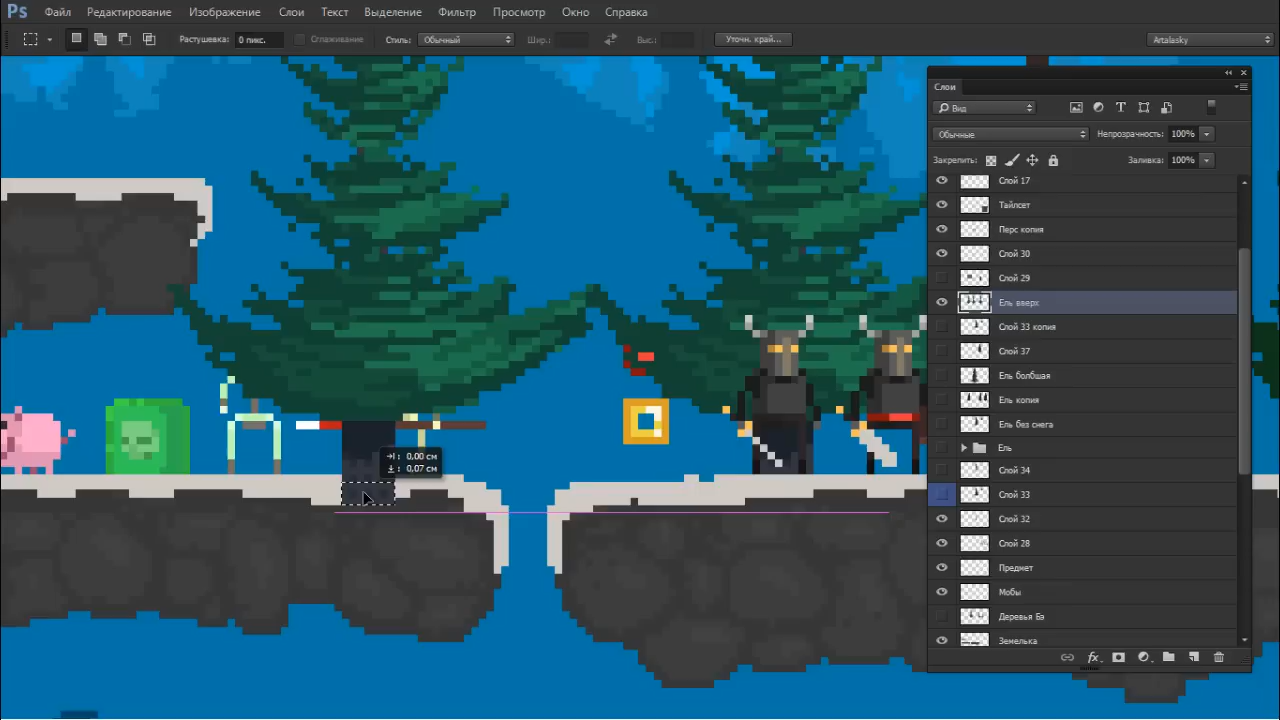 Ps Файл Редактирование Изображение Слои Текст Выделение Фильтр Просмотр Окно Справка
Растушевка: 0 пикс. Сглаживание Стиль: Обычный Шир.: Выс.: Уточн. край... Artalasky
Слои
Вид
Обычные Непрозрачность: 100%
Закрепить: Заливка: 100%
Слой 17
Тайлсет
Перс копия
Слой 30
Слой 29
Ель вверх
Слой 33 копия
Слой 37
Ель болбшая
Ель копия
Ель без снега
Ель
Слой 34
Слой 33
Слой 32
Слой 28
Предмет
Мобы
Деревья Бэ
Земелька
: 0,00 см
: 0,07 см